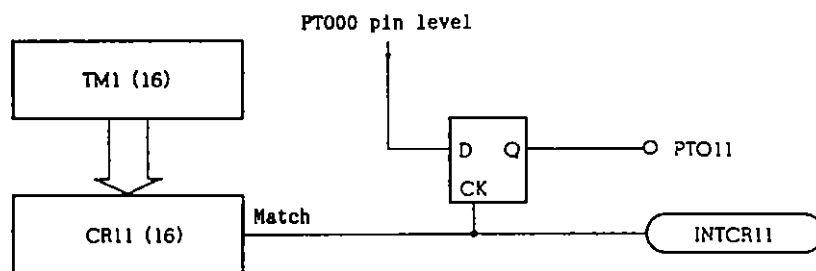 PTO00 pin level
TM1 (16)
D Q PTO11
CK
Match
CR11 (16)
INTCR11